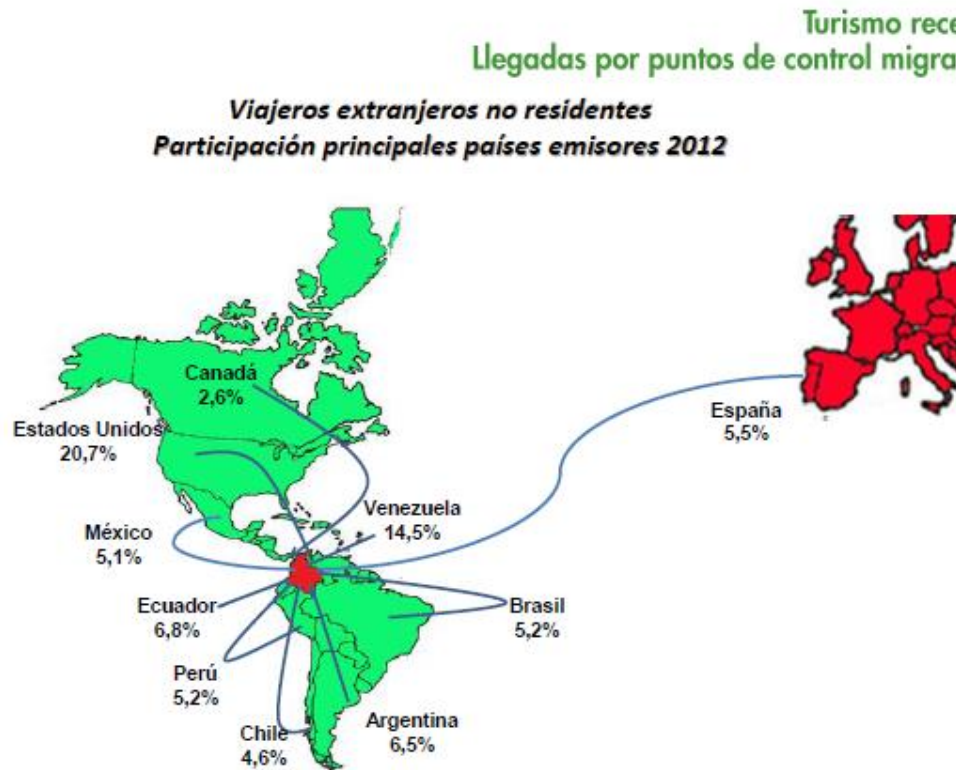 Turismo rece
Llegadas por puntos de control migra
Viajeros extranjeros no residentes
Participación principales países emisores 2012
Canadá
2,6%
Estados Unidos
20,7%
España
5,5%
Venezuela
14,5%
México
5,1%
Ecuador
6,8%
Brasil
5,2%
Perú
5,2%
Argentina
6,5%
Chile
4,6%